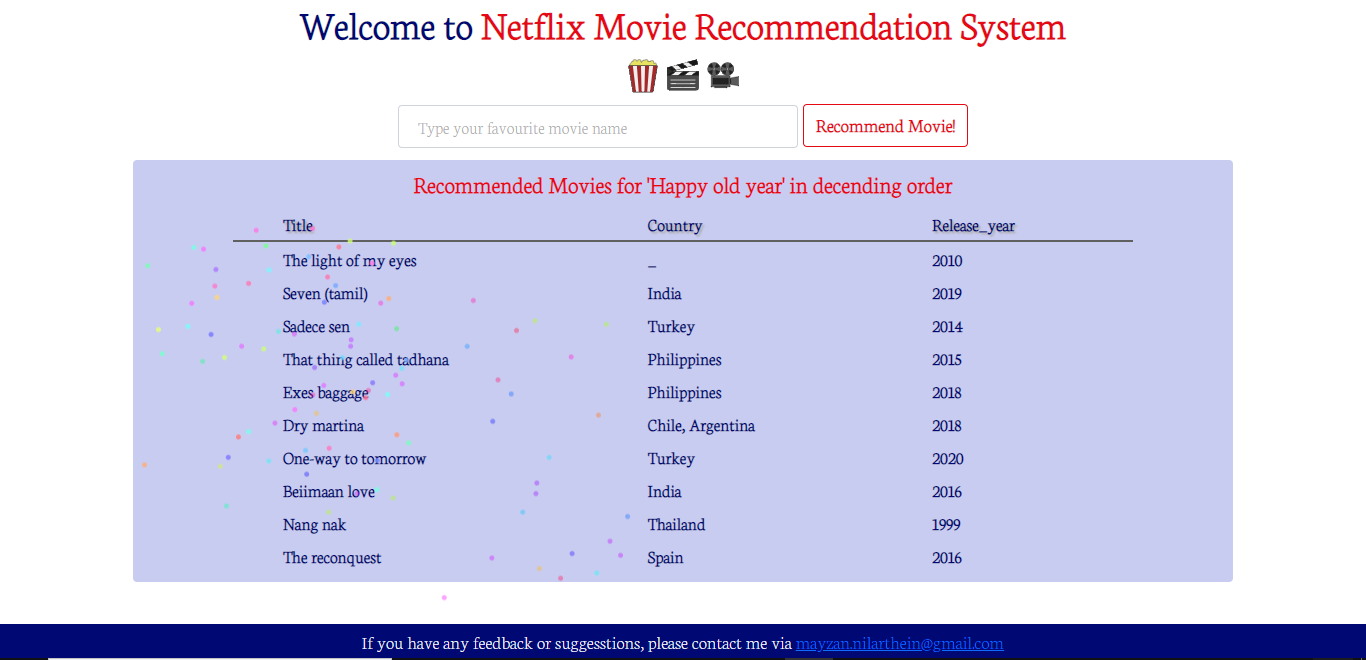 Welcome to Netflix Movie Recommendation System
Type your favourite movie name
Recommend Movie!
Recommended Movies for 'Happy old year' in decending order
Title Country Release_year
The light of my eyes _ 2010
Seven (tamil) India 2019
Sadece sen Turkey 2014
That thing called tadhana Philippines 2015
Exes baggage Philippines 2018
Dry martina Chile, Argentina 2018
One-way to tomorrow Turkey 2020
Beiimaan love India 2016
Nang nak Thailand 1999
The reconquest Spain 2016
If you have any feedback or suggesstions, please contact me via mayzan.nilarthein@gmail.com